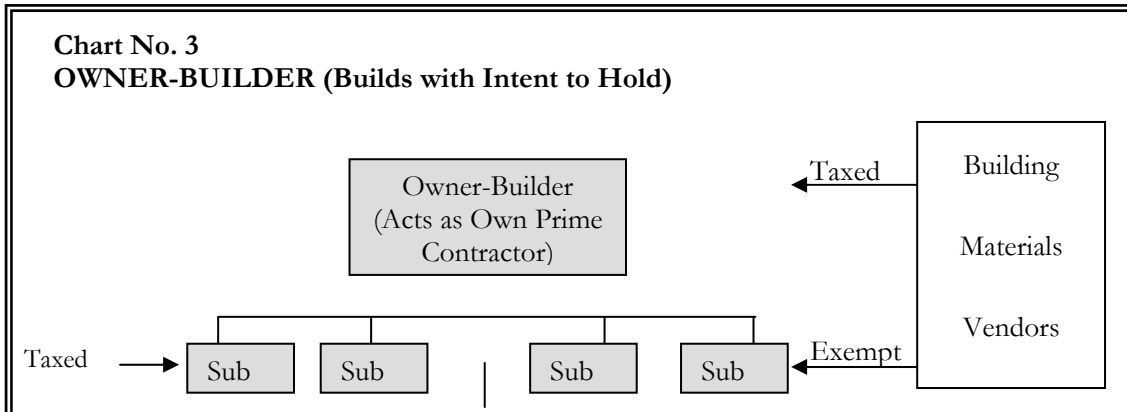 Chart No. 3
OWNER-BUILDER (Builds with Intent to Hold)
Owner-Builder
(Acts as Own Prime
Contractor)
Taxed
Building
Materials
Vendors
Taxed
Sub
Sub
Sub
Sub
Exempt